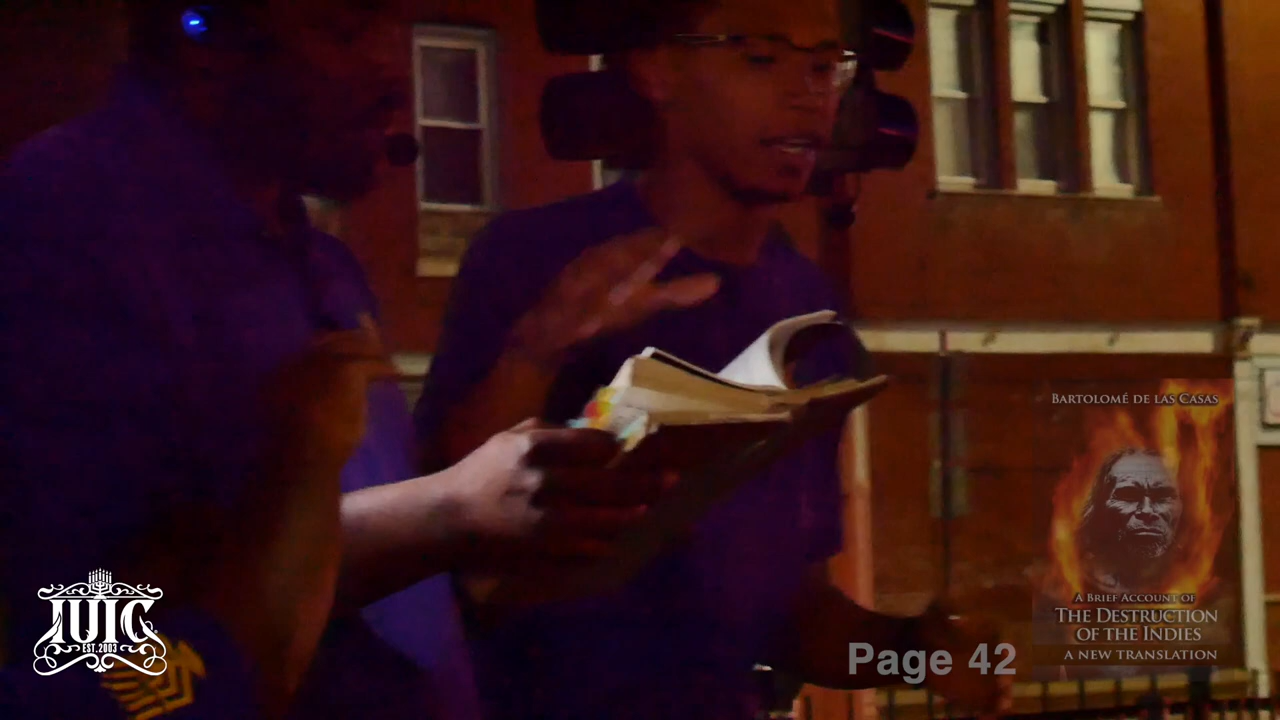 BARTOLOMÉ DE LAS CASAS
A BRIEF ACCOUNT OF
THE DESTRUCTION
OF THE INDIES
A NEW TRANSLATION
Page 42
IUIC
EST. 2003